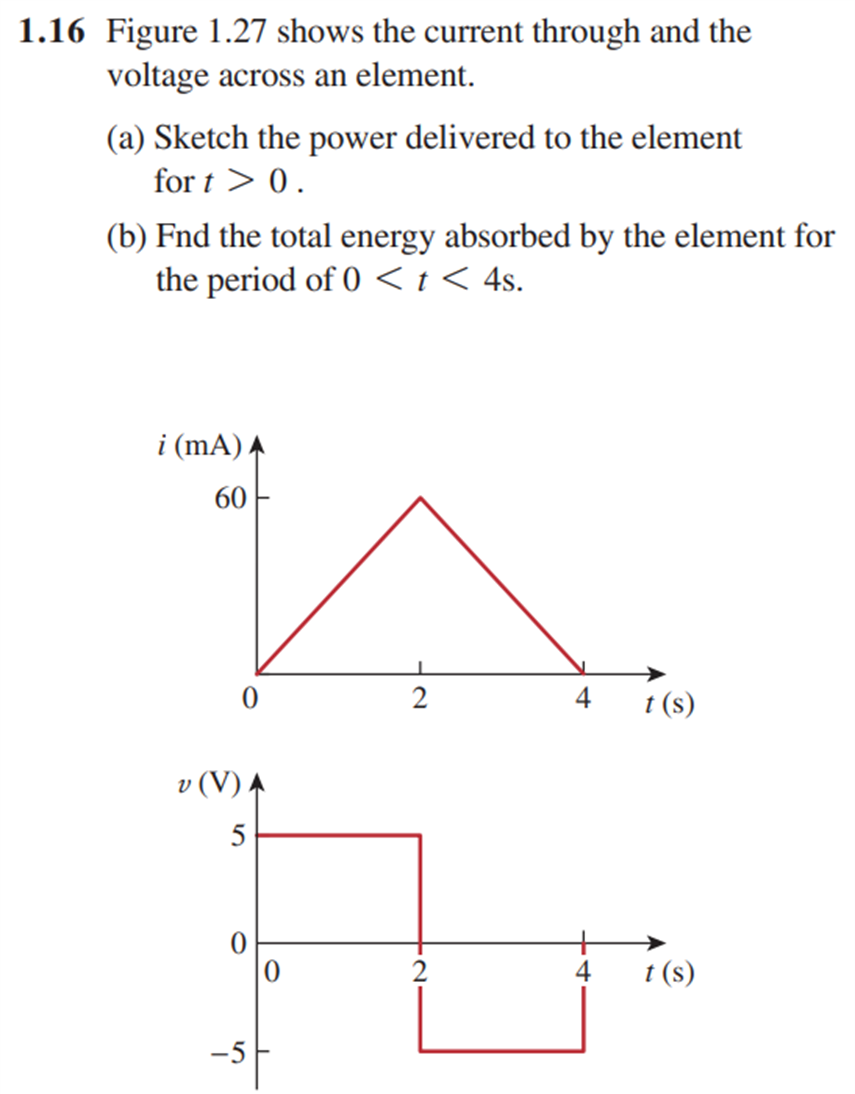 1.16 Figure 1.27 shows the current through and the
voltage across an element.
(a) Sketch the power delivered to the element
for t > 0 .
(b) Fnd the total energy absorbed by the element for
the period of 0 < t < 4s.
i (mA)
60
0
2
4
t (s)
v (V)
5
0
0
2
4
t (s)
−5